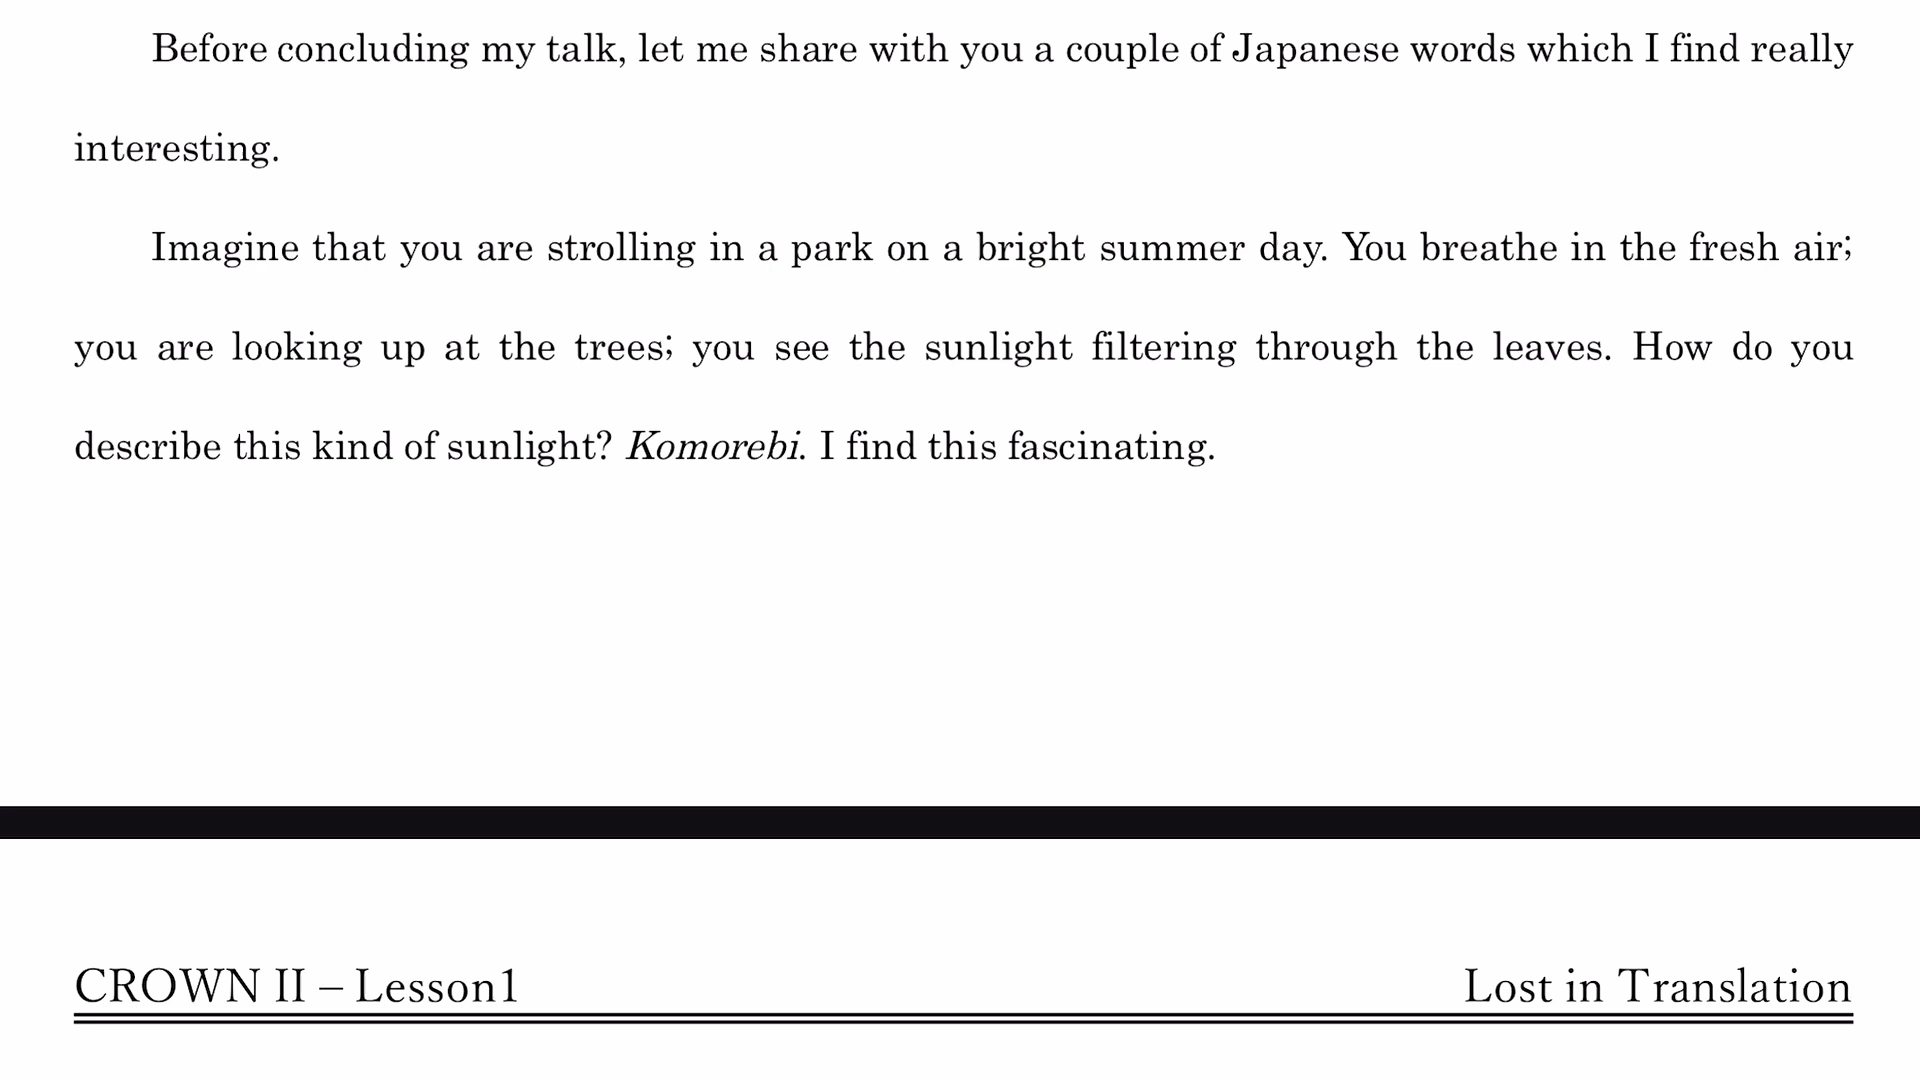 Before concluding my talk, let me share with you a couple of Japanese words which I find really
interesting.
Imagine that you are strolling in a park on a bright summer day. You breathe in the fresh air;
you are looking up at the trees; you see the sunlight filtering through the leaves. How do you
describe this kind of sunlight? Komorebi. I find this fascinating.
CROWN II – Lesson1
Lost in Translation